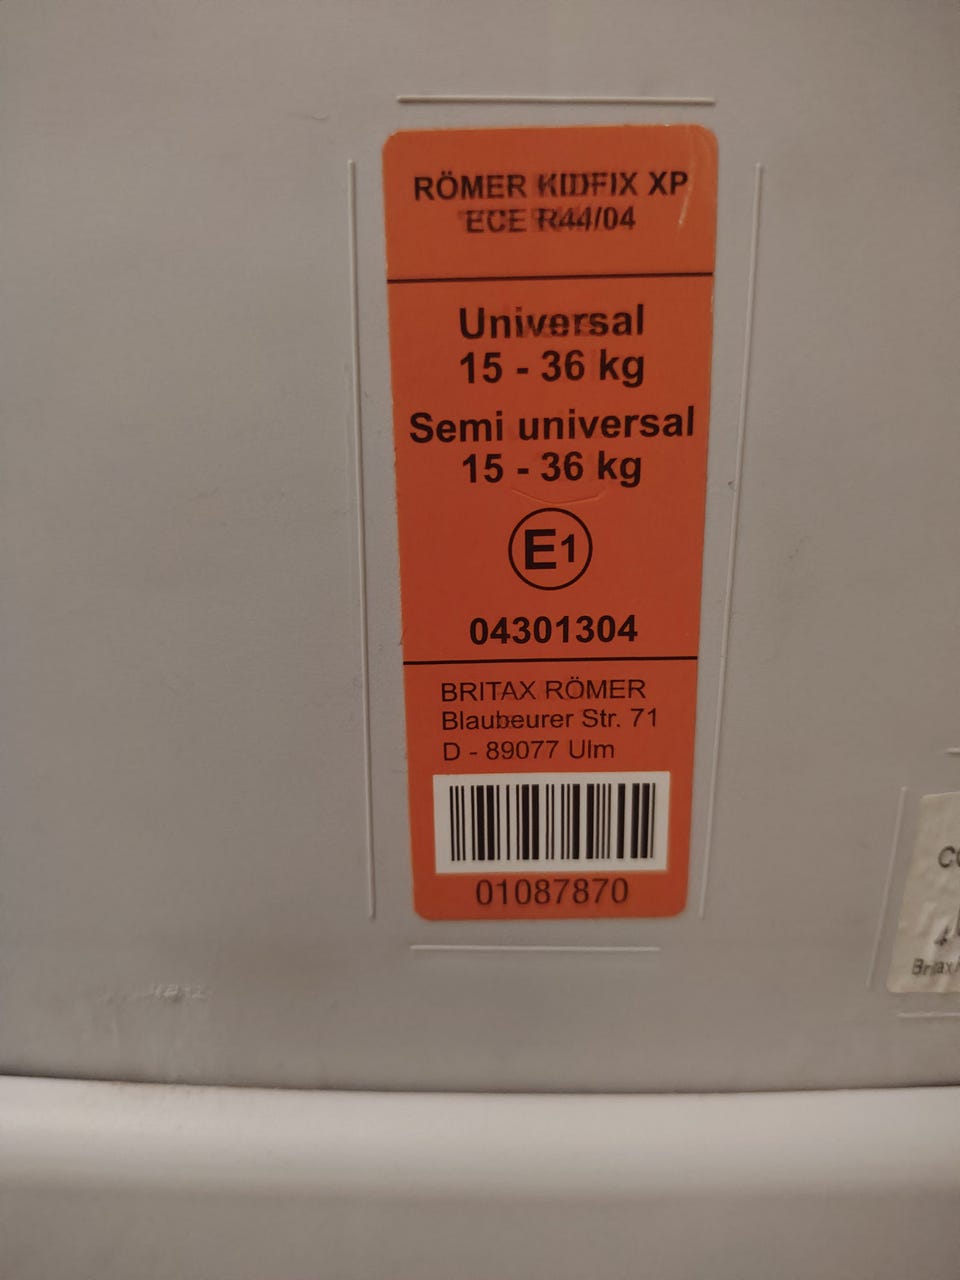 RÖMER KIDFIX XP
ECE R44/04
Universal
15 - 36 kg
Semi universal
15 - 36 kg
E1
04301304
BRITAX RÖMER
Blaubeurer Str. 71
D - 89077 Ulm
01087870
Britax